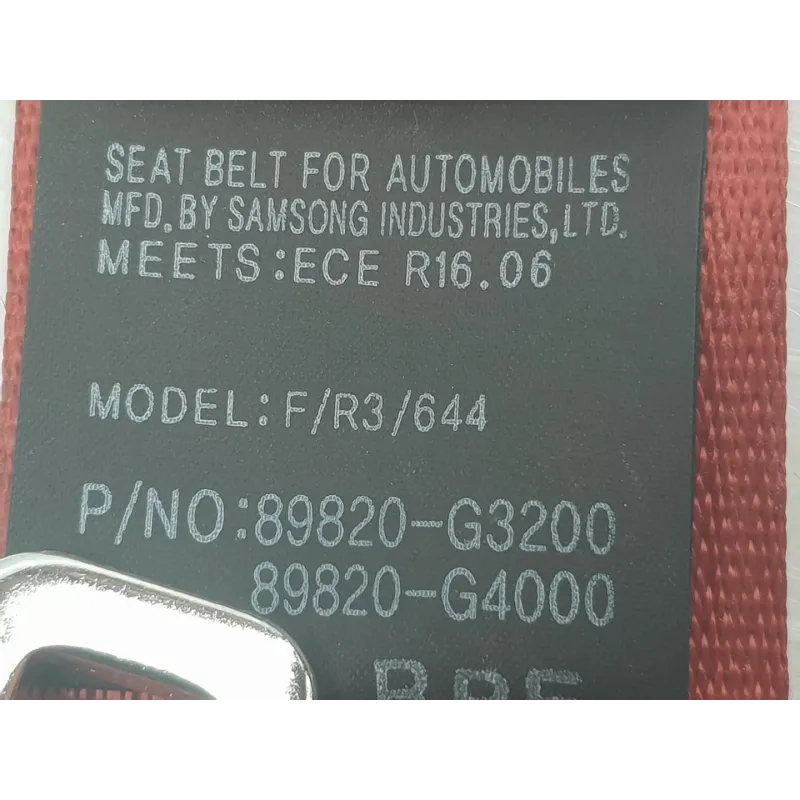 SEAT BELT FOR AUTOMOBILES
MFD. BY SAMSONG INDUSTRIES, LTD.
MEETS:ECE R16.06
MODEL:F/R3/644
P/NO:89820-G3200
89820-G4000